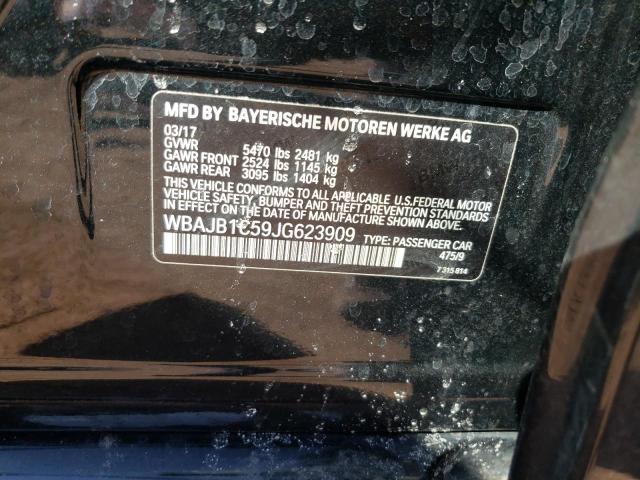 MFD BY BAYERISCHE MOTOREN WERKE AG
03/17
GVWR 5470 lbs 2481 kg
GAWR FRONT 2524 lbs 1145 kg
GAWR REAR 3095 lbs 1404 kg
THIS VEHICLE CONFORMS TO ALL APPLICABLE U.S.FEDERAL MOTOR
VEHICLE SAFETY, BUMPER AND THEFT PREVENTION STANDARDS
IN EFFECT ON THE DATE OF MANUFACTURE SHOWN ABOVE.
WBAJB1C59JG623909 TYPE: PASSENGER CAR
475/9
7 315 814